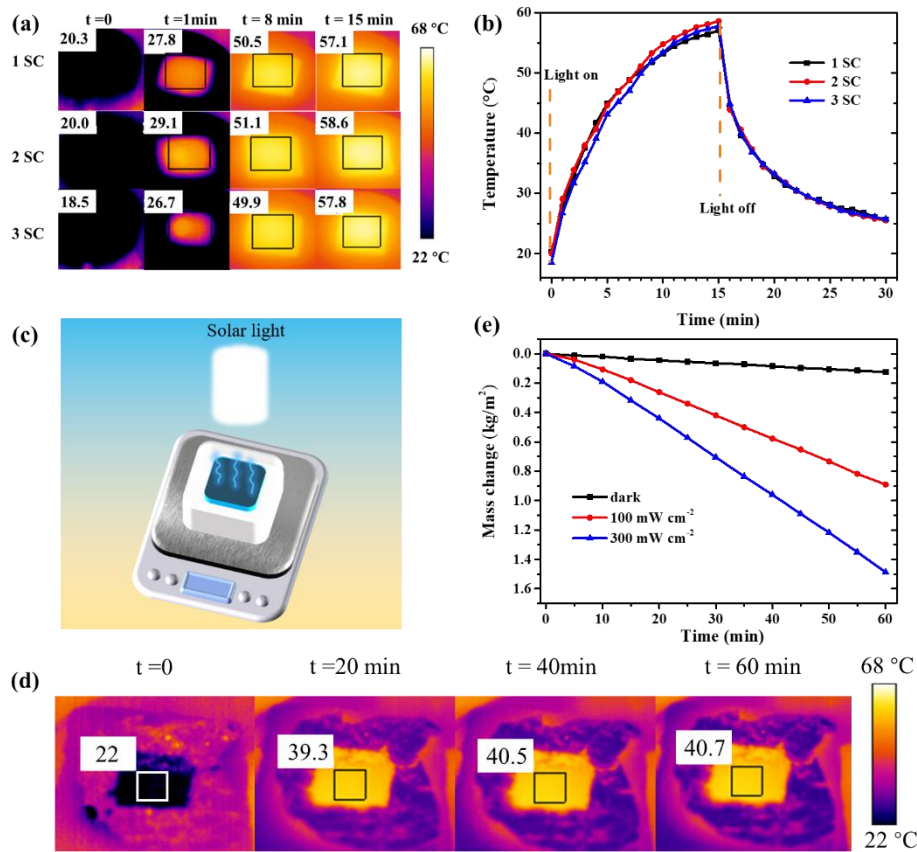 (a)
t =0 t =1min t = 8 min t = 15 min
68 °C
1 SC
20.3 27.8 50.5 57.1
2 SC
20.0 29.1 51.1 58.6
3 SC
18.5 26.7 49.9 57.8
22 °C
(b)
Temperature (°C)
60
50
40
30
20
Light on
1 SC
2 SC
3 SC
Light off
0 5 10 15 20 25 30
Time (min)
(c)
Solar light
(e)
Mass change (kg/m²)
0.0
0.2
0.4
0.6
0.8
1.0
1.2
1.4
1.6
dark
100 mW cm⁻²
300 mW cm⁻²
0 10 20 30 40 50 60
Time (min)
(d)
t =0 t =20 min t = 40min t = 60 min
68 °C
22 39.3 40.5 40.7
22 °C